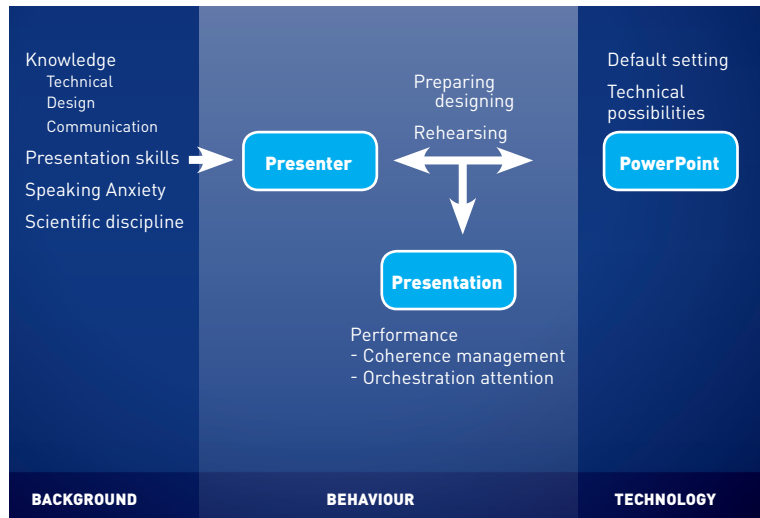 Knowledge
Technical
Design
Communication
Presentation skills
Speaking Anxiety
Scientific discipline
Presenter
Preparing
designing
Rehearsing
Presentation
Performance
- Coherence management
- Orchestration attention
Default setting
Technical
possibilities
PowerPoint
BACKGROUND
BEHAVIOUR
TECHNOLOGY